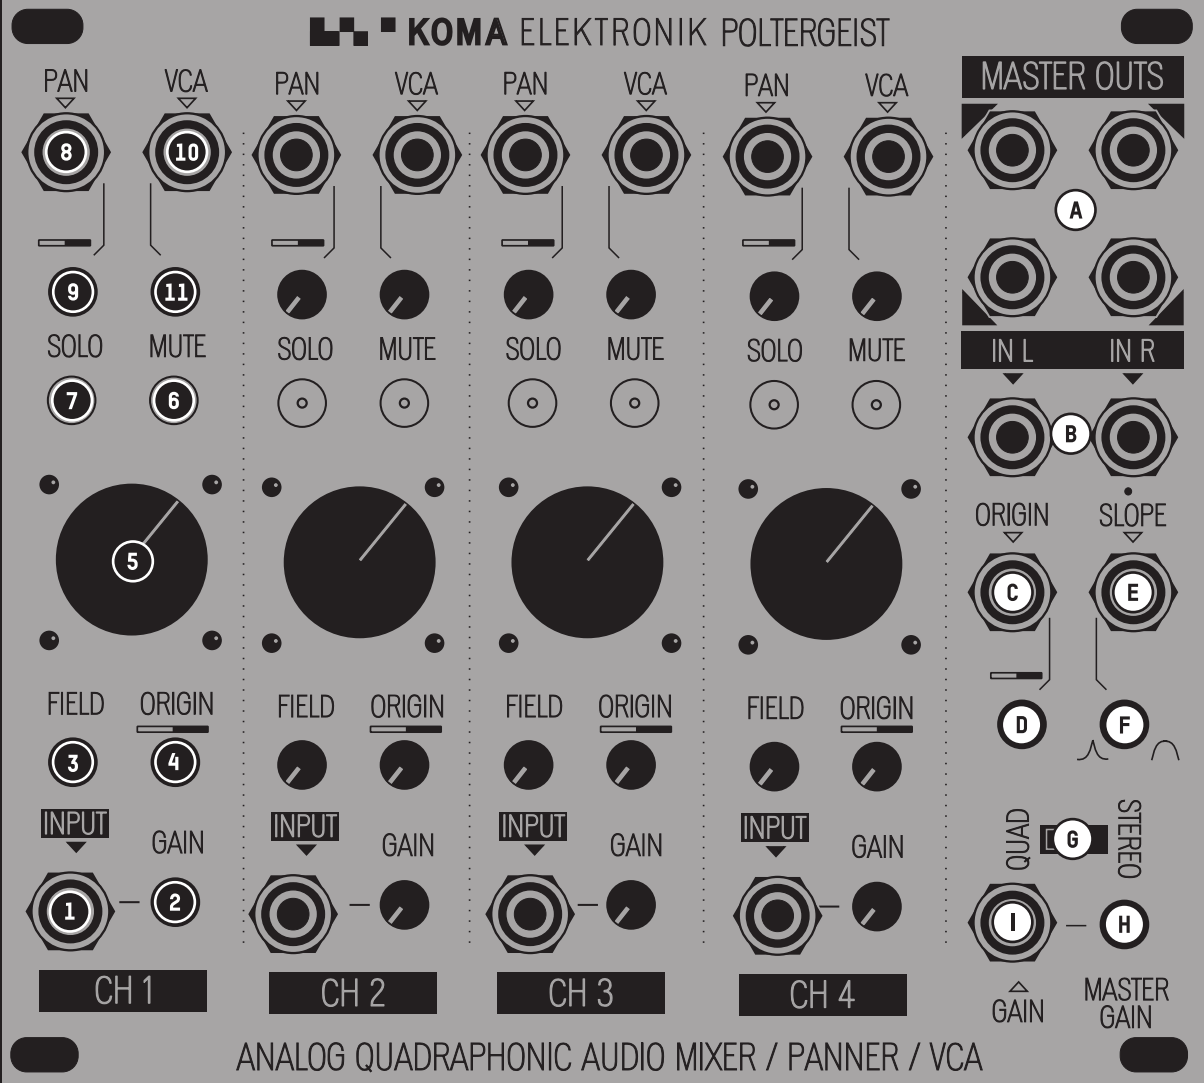 KOMA ELEKTRONIK POLTERGEIST
PAN VCA PAN VCA PAN VCA PAN VCA MASTER OUTS
8 10
A
9 11
SOLO MUTE SOLO MUTE SOLO MUTE SOLO MUTE IN L IN R
7 6
B
ORIGIN SLOPE
5
C E
FIELD ORIGIN FIELD ORIGIN FIELD ORIGIN FIELD ORIGIN
D F
3 4
INPUT GAIN INPUT GAIN INPUT GAIN INPUT GAIN
QUAD G STEREO
1 2
I H
CH 1 CH 2 CH 3 CH 4
GAIN MASTER GAIN
ANALOG QUADRAPHONIC AUDIO MIXER / PANNER / VCA